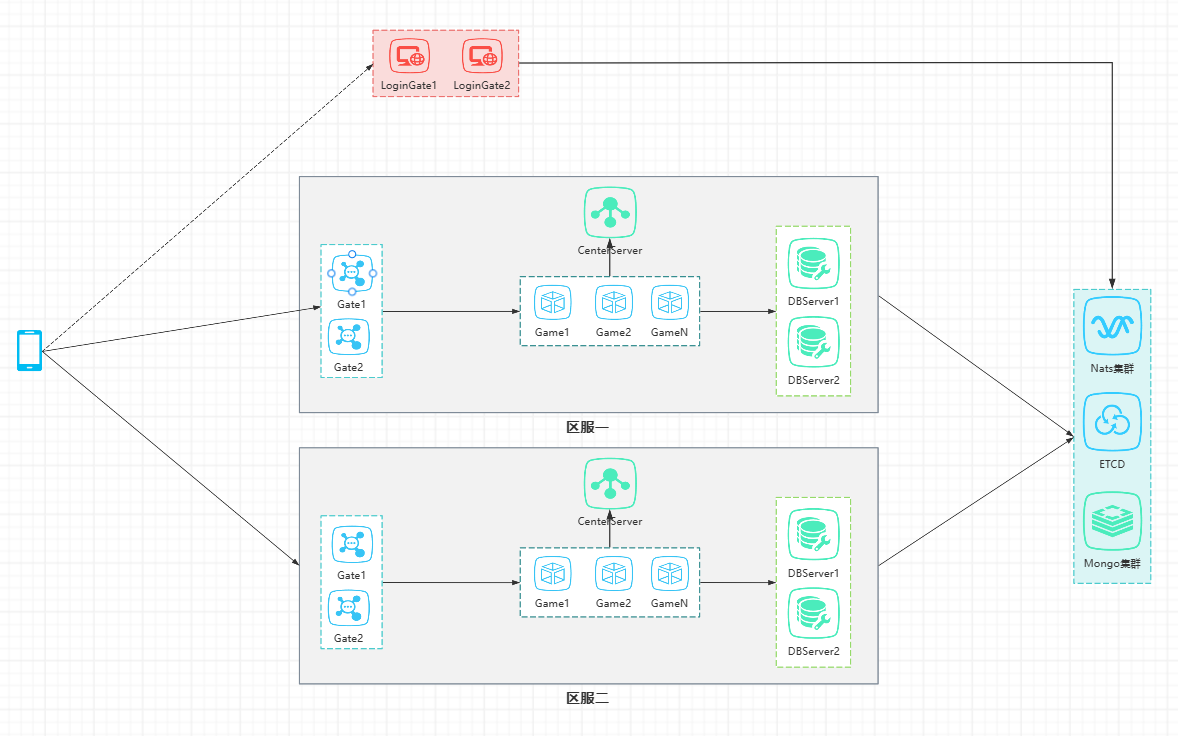 LoginGate1
LoginGate2
CenterServer
Gate1
Gate2
Game1
Game2
GameN
DBServer1
DBServer2
区服一
CenterServer
Gate1
Gate2
Game1
Game2
GameN
DBServer1
DBServer2
区服二
Nats集群
ETCD
Mongo集群